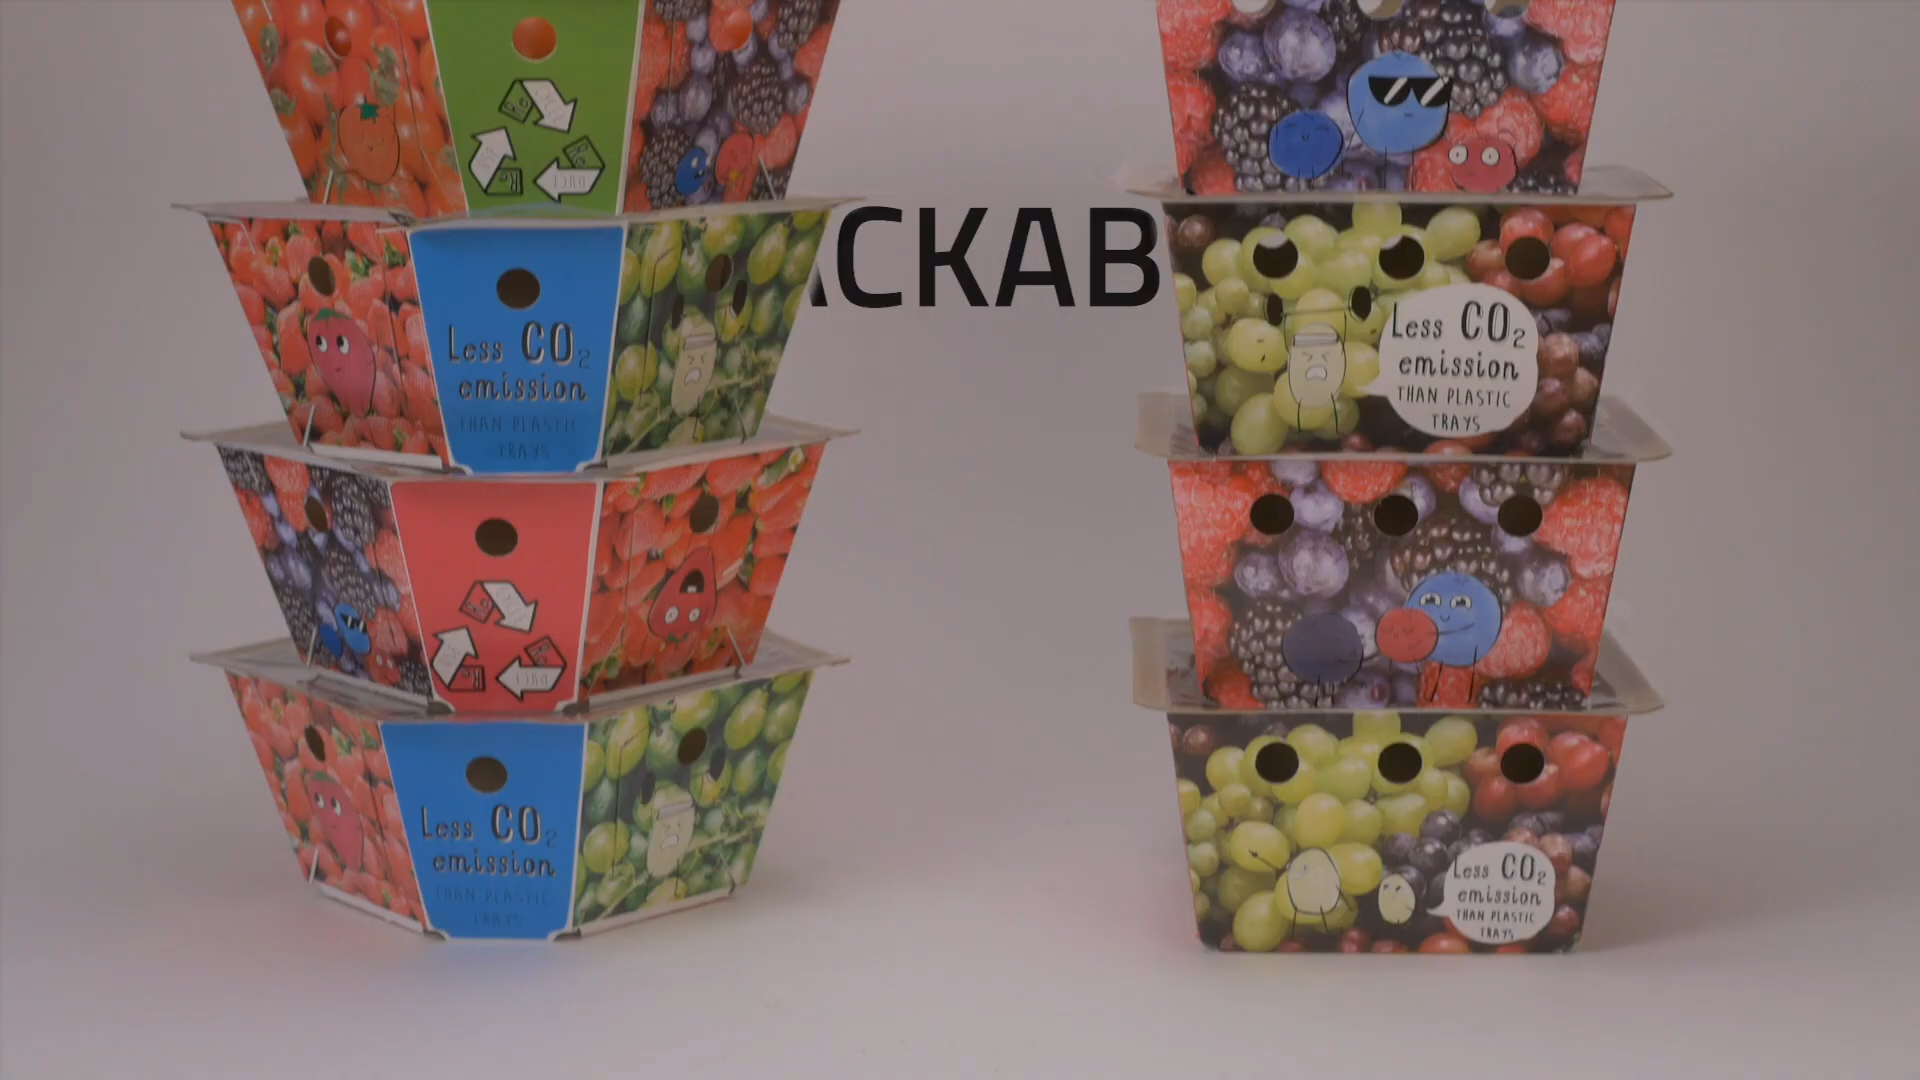 CKAB
Less CO₂
emission
THAN PLASTIC
TRAYS
Less CO₂
emission
THAN PLASTIC
TRAYS
Less CO₂
emission
THAN PLASTIC
TRAYS
Less CO₂
emission
THAN PLASTIC
TRAYS